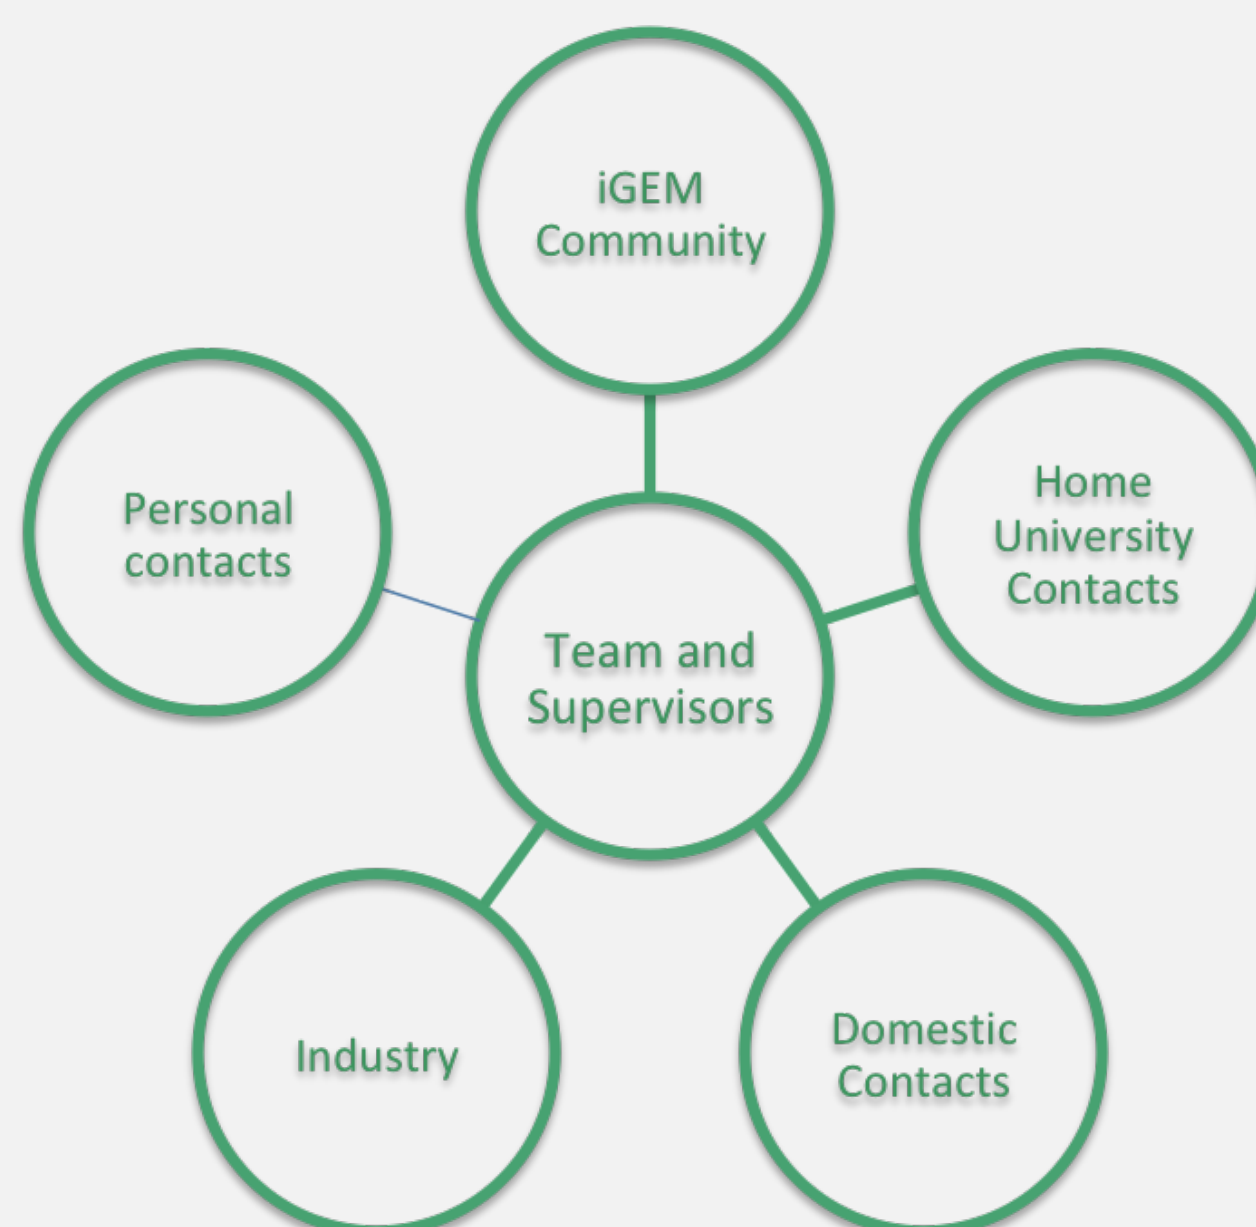 iGEM
Community
Personal
contacts
Home
University
Contacts
Team and
Supervisors
Industry
Domestic
Contacts